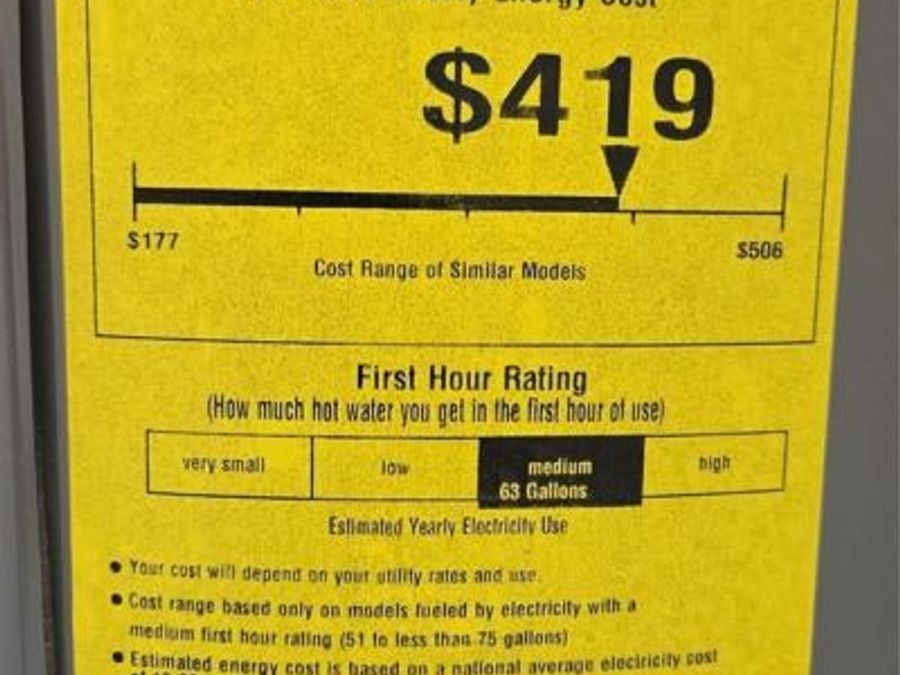 Energy Cost
$419
$177
$506
Cost Range of Similar Models
First Hour Rating
(How much hot water you get in the first hour of use)
very small low medium high
63 Gallons
Estimated Yearly Electricity Use
● Your cost will depend on your utility rates and use.
● Cost range based only on models fueled by electricity with a
medium first hour rating (51 to less than 75 gallons)
● Estimated energy cost is based on a national average electricity cost